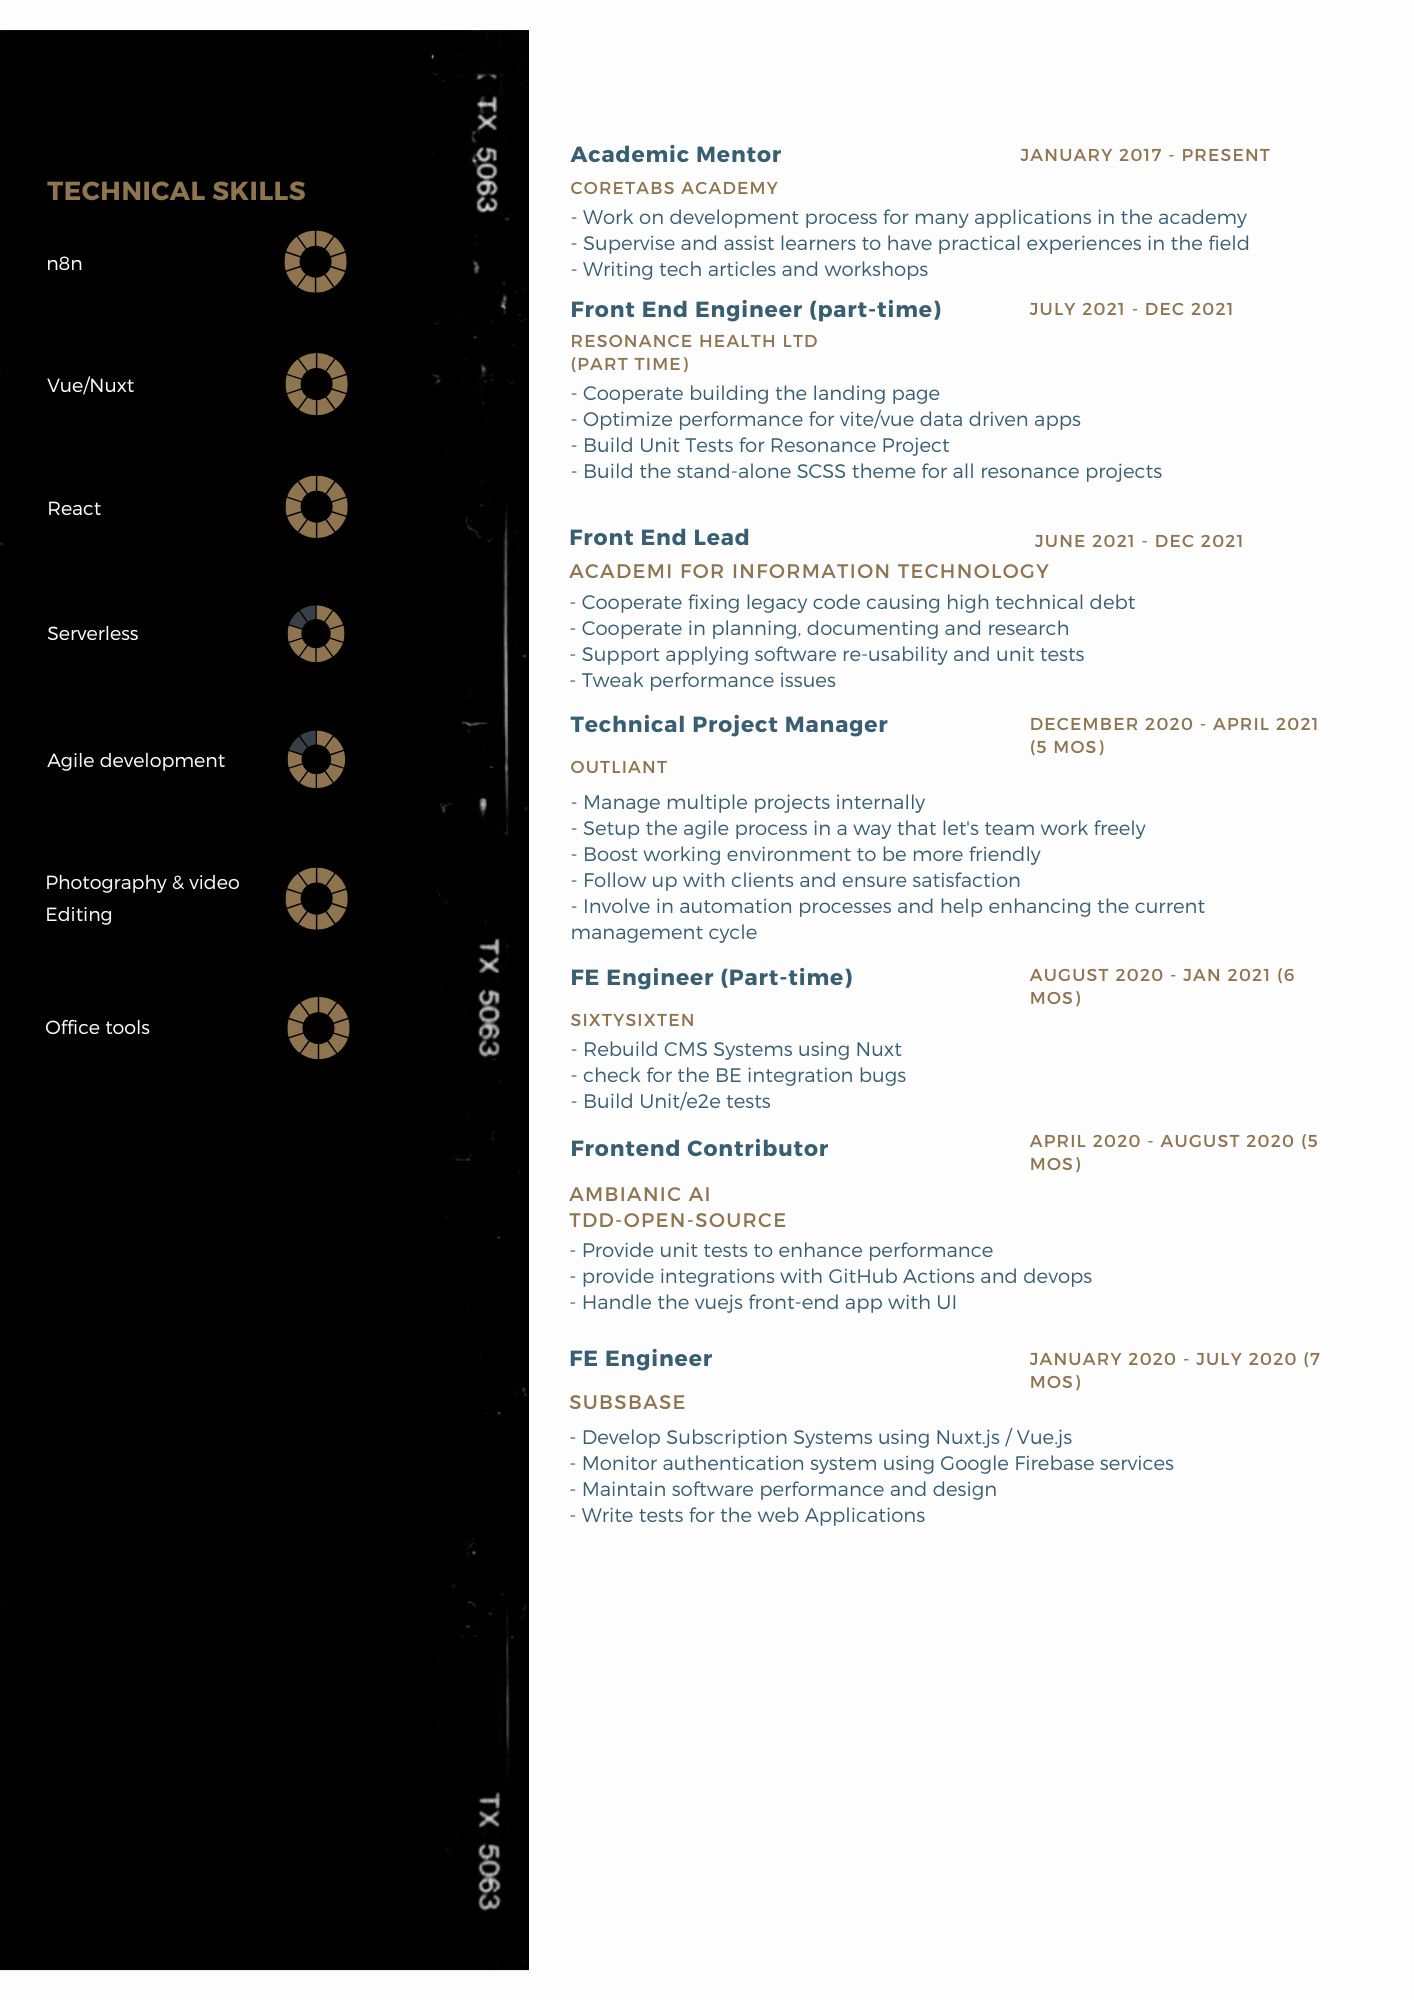 TECHNICAL SKILLS
n8n
Vue/Nuxt
React
Serverless
Agile development
Photography & video
Editing
Office tools
TX 5063
TX 5063
TX 5063
Academic Mentor
JANUARY 2017 - PRESENT
CORETABS ACADEMY
- Work on development process for many applications in the academy
- Supervise and assist learners to have practical experiences in the field
- Writing tech articles and workshops
Front End Engineer (part-time)
JULY 2021 - DEC 2021
RESONANCE HEALTH LTD
(PART TIME)
- Cooperate building the landing page
- Optimize performance for vite/vue data driven apps
- Build Unit Tests for Resonance Project
- Build the stand-alone SCSS theme for all resonance projects
Front End Lead
JUNE 2021 - DEC 2021
ACADEMI FOR INFORMATION TECHNOLOGY
- Cooperate fixing legacy code causing high technical debt
- Cooperate in planning, documenting and research
- Support applying software re-usability and unit tests
- Tweak performance issues
Technical Project Manager
DECEMBER 2020 - APRIL 2021
(5 MOS)
OUTLIANT
- Manage multiple projects internally
- Setup the agile process in a way that let's team work freely
- Boost working environment to be more friendly
- Follow up with clients and ensure satisfaction
- Involve in automation processes and help enhancing the current
management cycle
FE Engineer (Part-time)
AUGUST 2020 - JAN 2021 (6
MOS)
SIXTYSIXTEN
- Rebuild CMS Systems using Nuxt
- check for the BE integration bugs
- Build Unit/e2e tests
Frontend Contributor
APRIL 2020 - AUGUST 2020 (5
MOS)
AMBIANIC AI
TDD-OPEN-SOURCE
- Provide unit tests to enhance performance
- provide integrations with GitHub Actions and devops
- Handle the vuejs front-end app with UI
FE Engineer
JANUARY 2020 - JULY 2020 (7
MOS)
SUBSBASE
- Develop Subscription Systems using Nuxt.js / Vue.js
- Monitor authentication system using Google Firebase services
- Maintain software performance and design
- Write tests for the web Applications